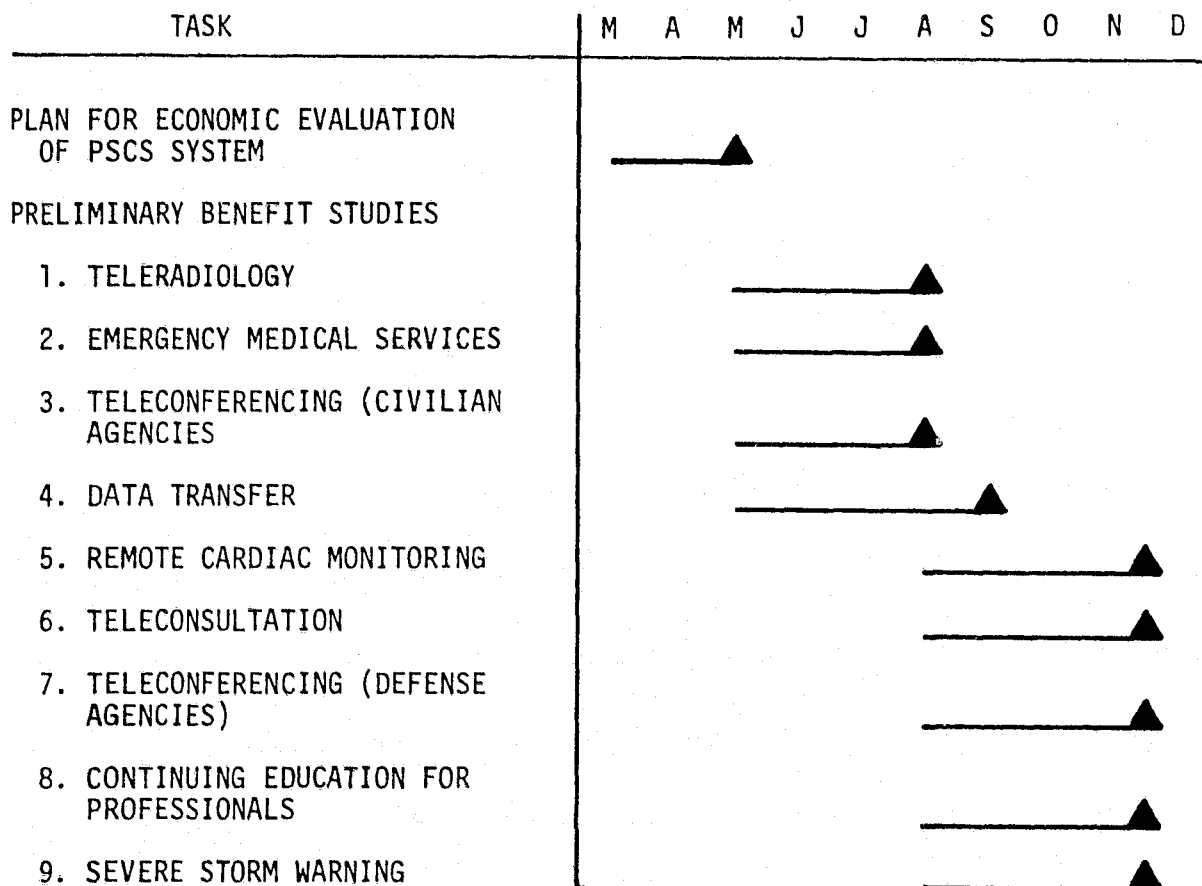 TASK M A M J J A S O N D
PLAN FOR ECONOMIC EVALUATION
OF PSCS SYSTEM
PRELIMINARY BENEFIT STUDIES
1. TELERADIOLOGY
2. EMERGENCY MEDICAL SERVICES
3. TELECONFERENCING (CIVILIAN
AGENCIES
4. DATA TRANSFER
5. REMOTE CARDIAC MONITORING
6. TELECONSULTATION
7. TELECONFERENCING (DEFENSE
AGENCIES)
8. CONTINUING EDUCATION FOR
PROFESSIONALS
9. SEVERE STORM WARNING